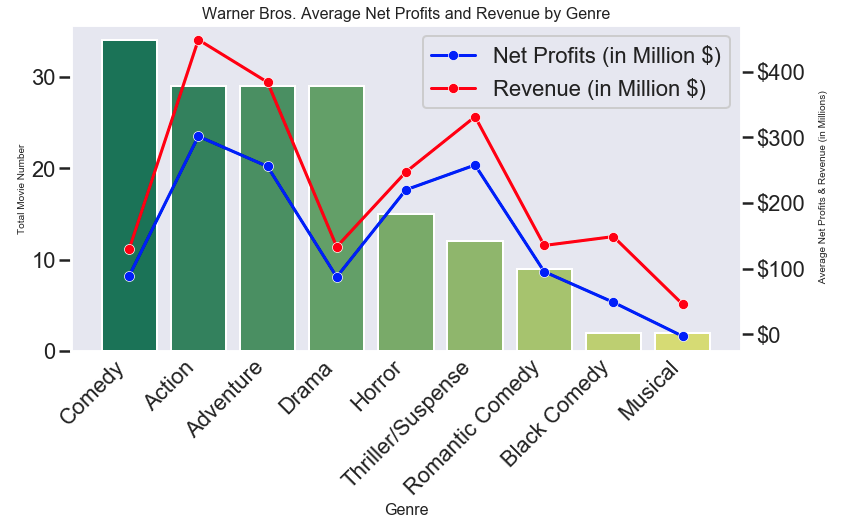 Warner Bros. Average Net Profits and Revenue by Genre
Net Profits (in Million $)
Revenue (in Million $)
Total Movie Number
30
20
10
0
$400
$300
$200
$100
$0
Average Net Profits & Revenue (in Millions)
Comedy
Action
Adventure
Drama
Horror
Thriller/Suspense
Romantic Comedy
Black Comedy
Musical
Genre